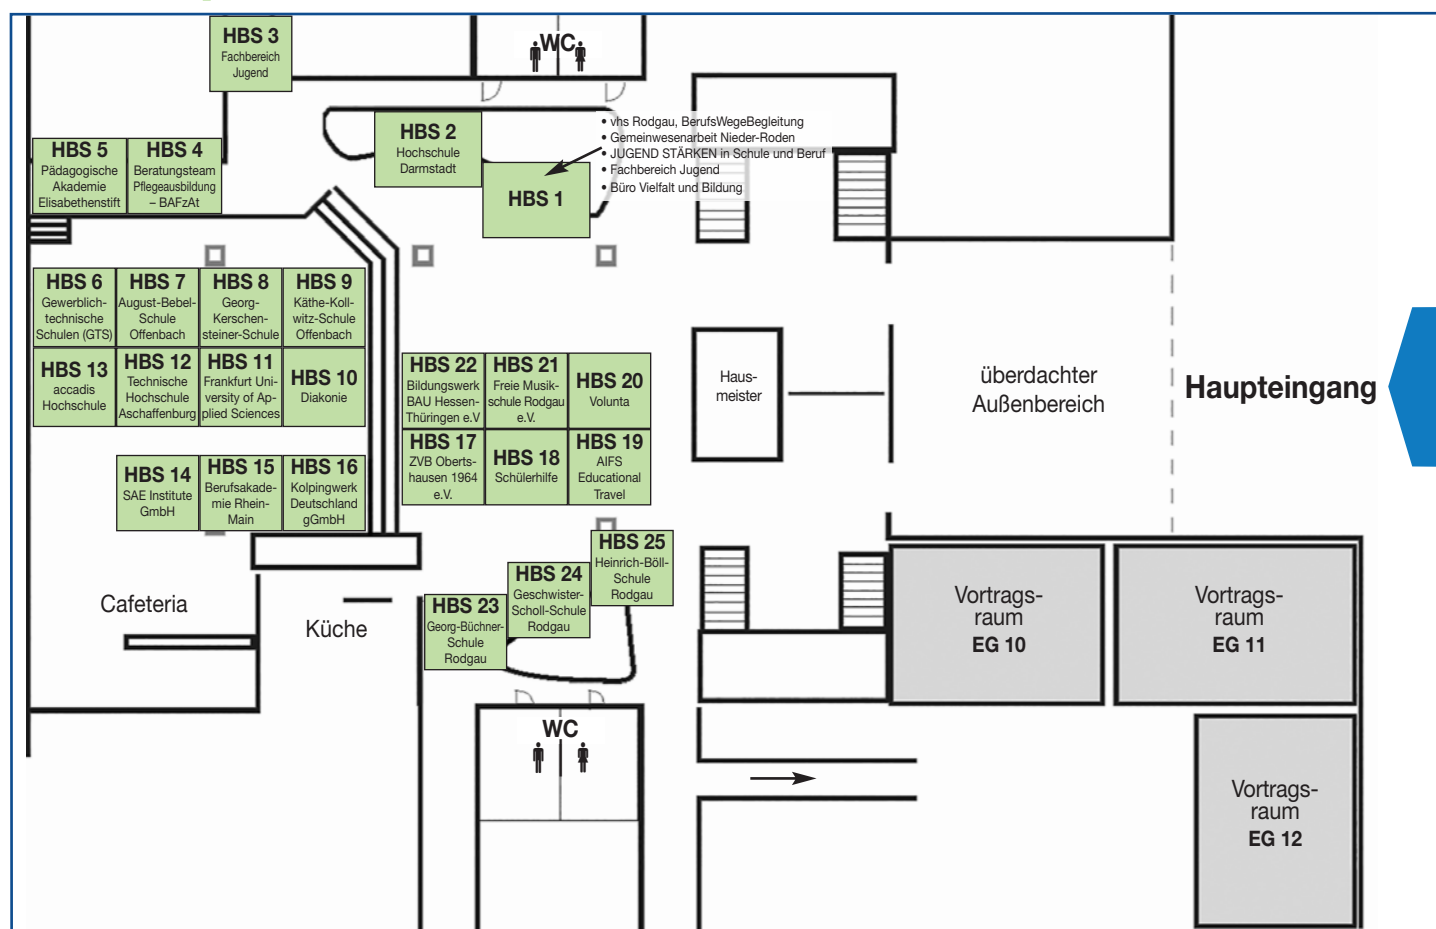 HBS 3
Fachbereich
Jugend
WC
HBS 2
Hochschule
Darmstadt
HBS 1
• vhs Rodgau, BerufsWegeBegleitung
• Gemeinwesenarbeit Nieder-Roden
• JUGEND STÄRKEN in Schule und Beruf
• Fachbereich Jugend
• Büro Vielfalt und Bildung
HBS 5
Pädagogische
Akademie
Elisabethenstift
HBS 4
Beratungsteam
Pflegeausbildung
– BAFzAt
HBS 6
Gewerblich-
technische
Schulen (GTS)
HBS 7
August-Bebel-
Schule
Offenbach
HBS 8
Georg-
Kerschen-
steiner-Schule
HBS 9
Käthe-Koll-
witz-Schule
Offenbach
HBS 13
accadis
Hochschule
HBS 12
Technische
Hochschule
Aschaffenburg
HBS 11
Frankfurt Uni-
versity of Ap-
plied Sciences
HBS 10
Diakonie
HBS 22
Bildungswerk
BAU Hessen-
Thüringen e.V
HBS 21
Freie Musik-
schule Rodgau
e.V.
HBS 20
Volunta
HBS 17
ZVB Oberts-
hausen 1964
e.V.
HBS 18
Schülerhilfe
HBS 19
AIFS
Educational
Travel
HBS 14
SAE Institute
GmbH
HBS 15
Berufsakade-
mie Rhein-
Main
HBS 16
Kolpingwerk
Deutschland
gGmbH
Haus-
meister
überdachter
Außenbereich
Haupteingang
HBS 25
Heinrich-Böll-
Schule
Rodgau
HBS 24
Geschwister-
Scholl-Schule
Rodgau
HBS 23
Georg-Büchner-
Schule
Rodgau
Cafeteria
Küche
WC
Vortrags-
raum
EG 10
Vortrags-
raum
EG 11
Vortrags-
raum
EG 12